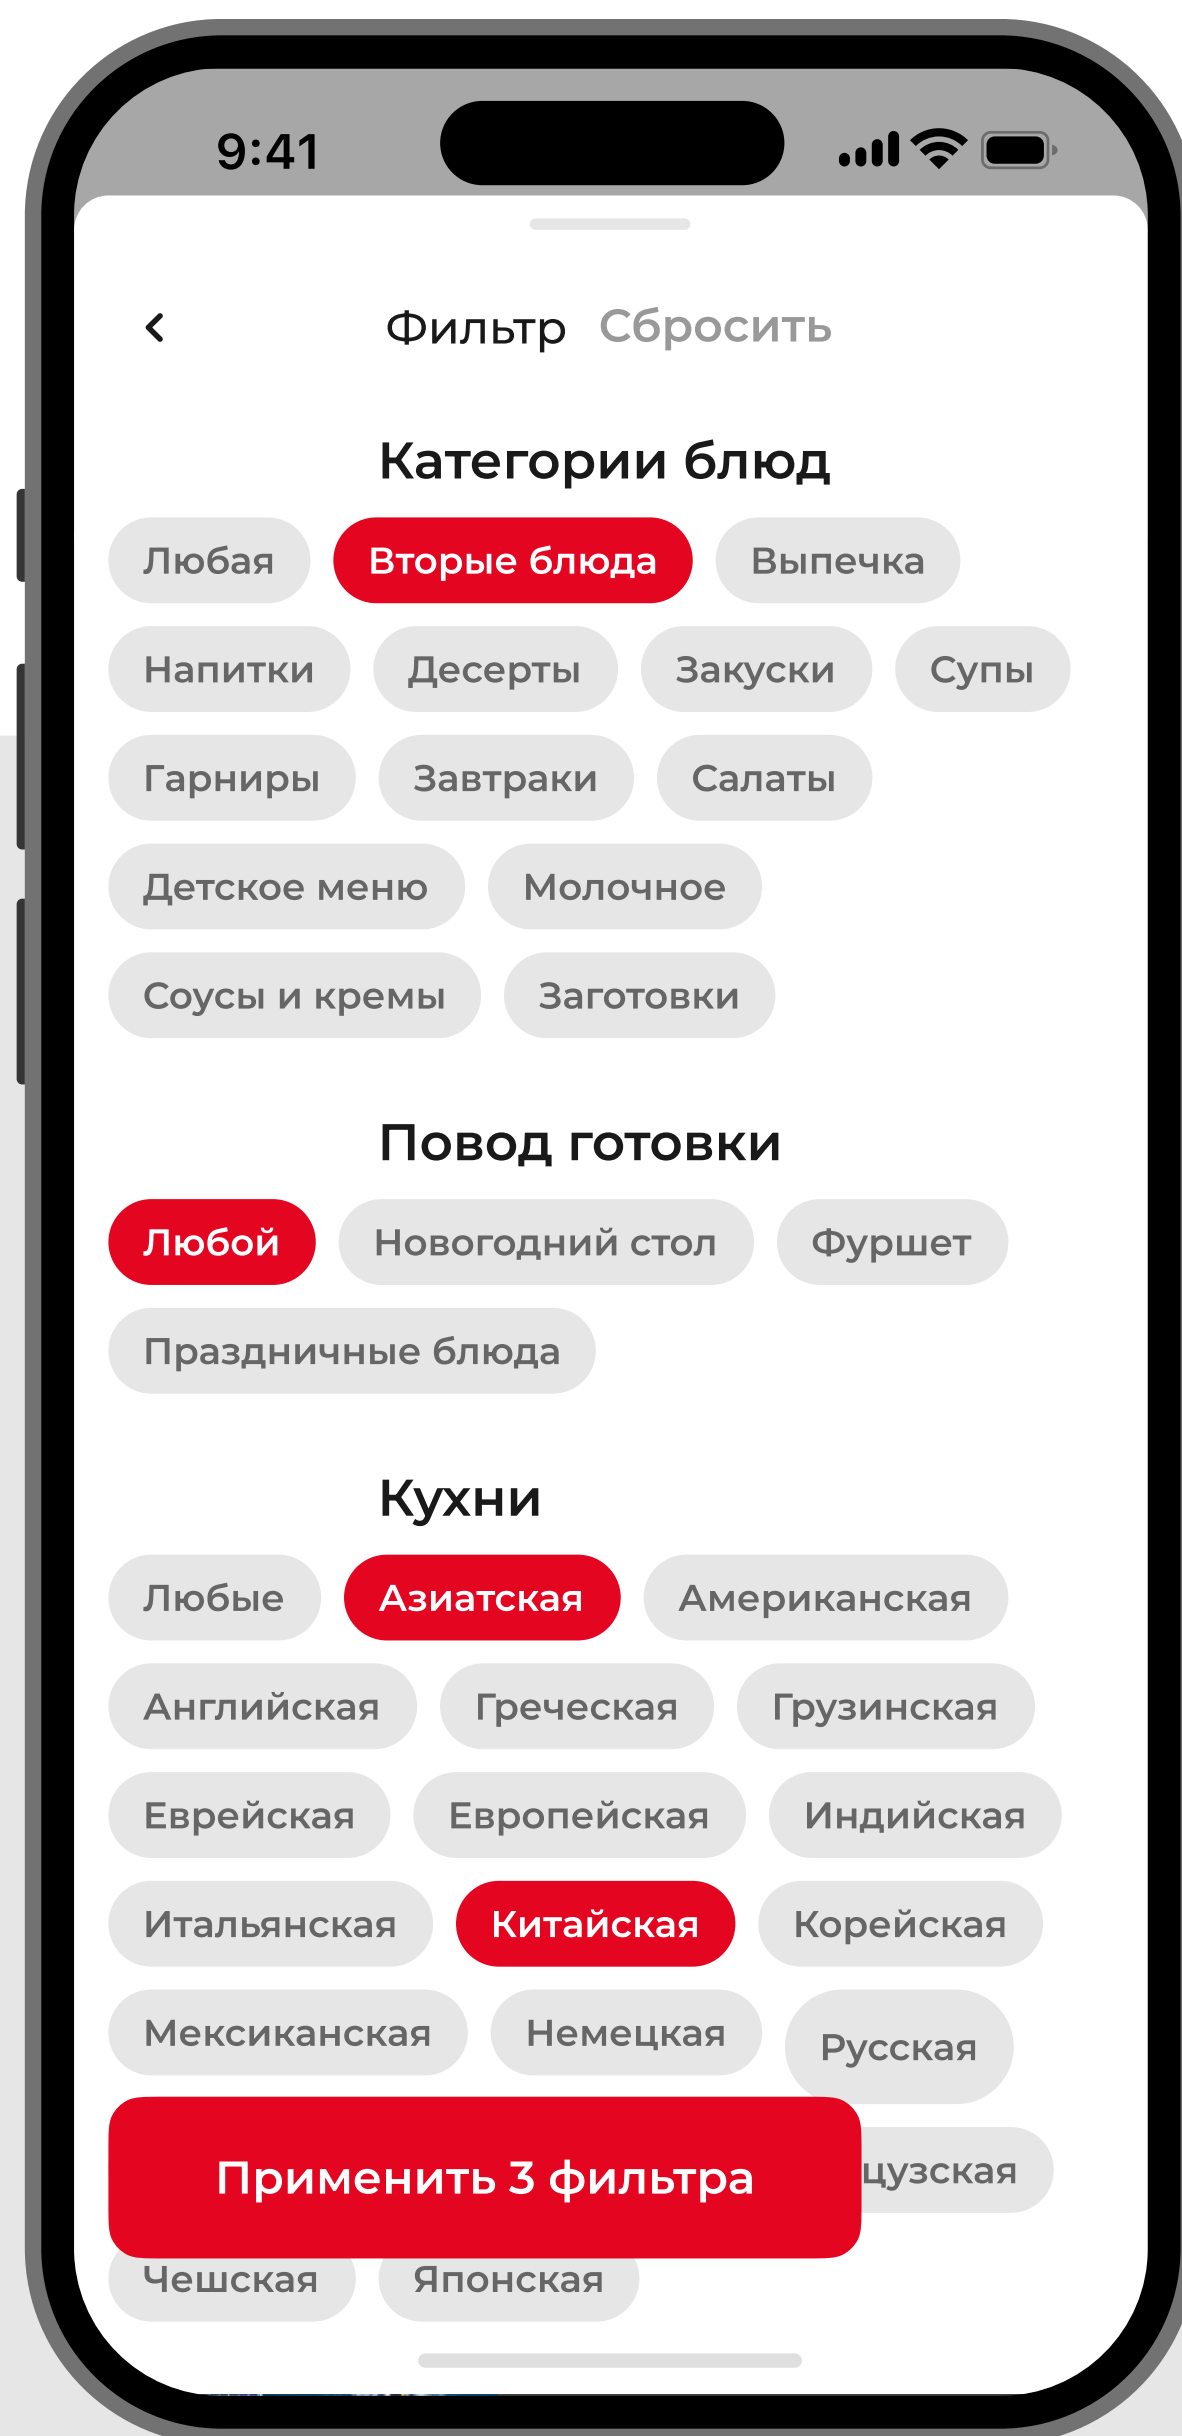 9:41
Фильтр Сбросить
Категории блюд
Любая Вторые блюда Выпечка
Напитки Десерты Закуски Супы
Гарниры Завтраки Салаты
Детское меню Молочное
Соусы и кремы Заготовки
Повод готовки
Любой Новогодний стол Фуршет
Праздничные блюда
Кухни
Любые Азиатская Американская
Английская Греческая Грузинская
Еврейская Европейская Индийская
Итальянская Китайская Корейская
Мексиканская Немецкая Русская
Применить 3 фильтра цузская
Чешская Японская